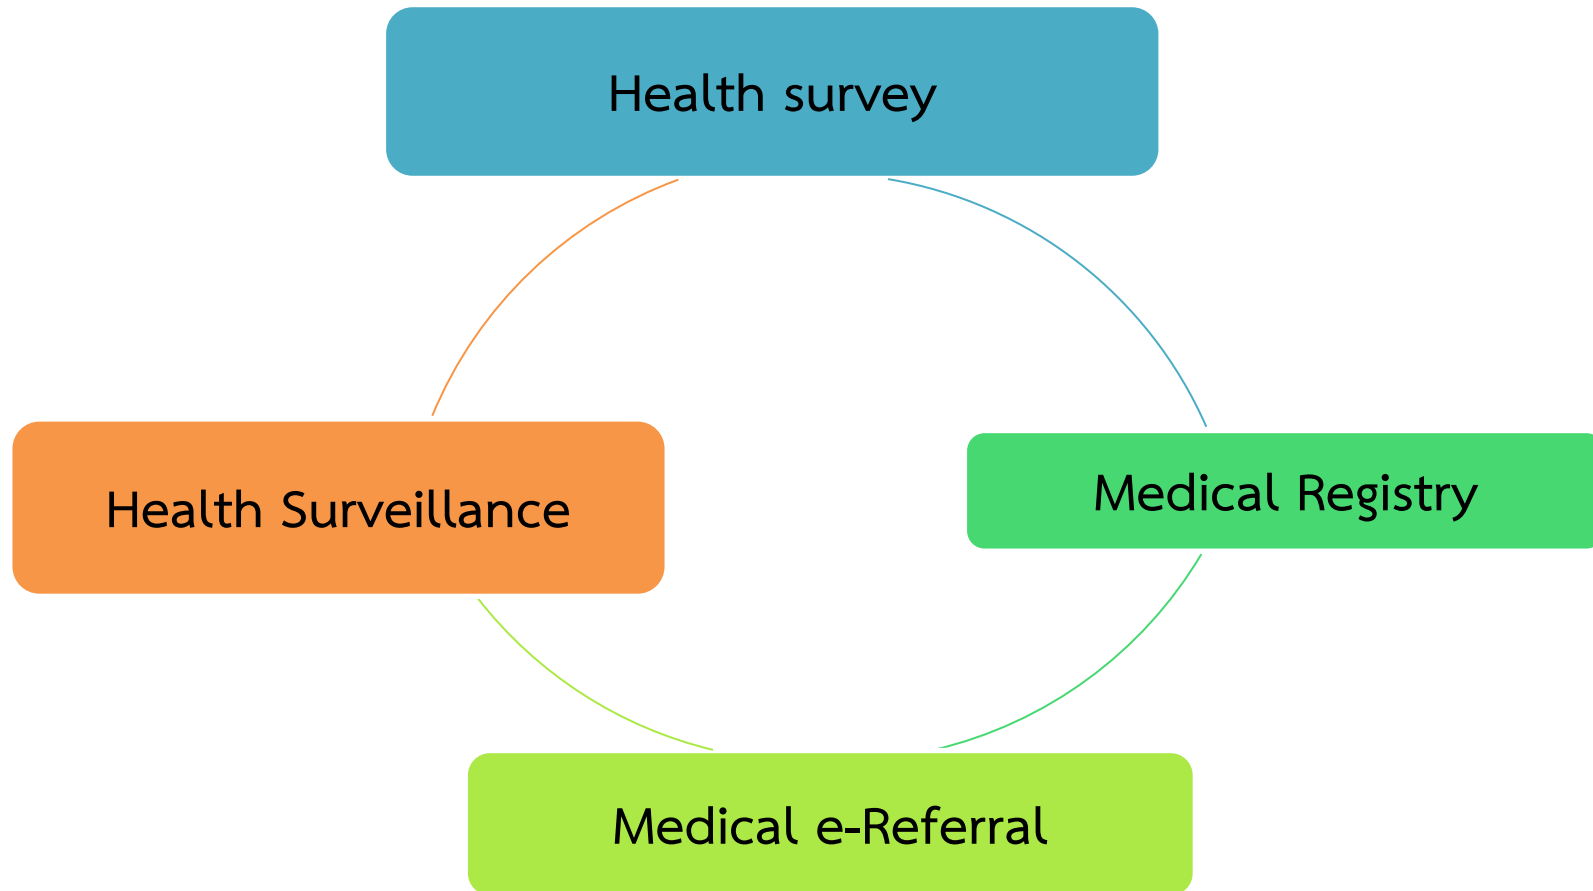 Health survey
Health Surveillance
Medical Registry
Medical e-Referral